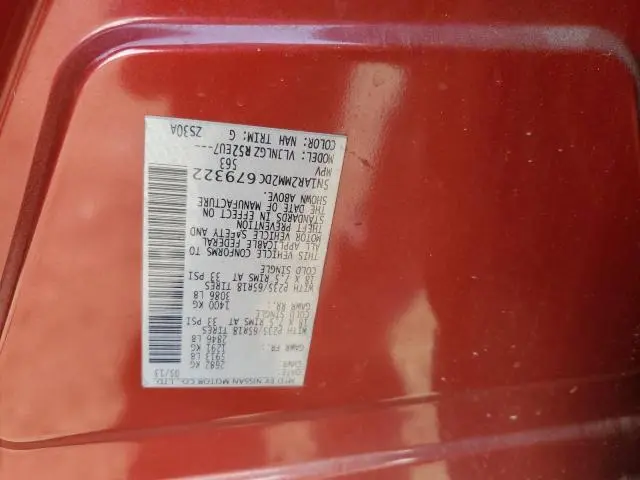 MFD BY NISSAN MOTOR CO., LTD.
DATE: 05/13
GVWR: 2682 KG
5913 LB
GAWR FR.: 1291 KG
2846 LB
WITH P235/65R18 TIRES
18 X 7.5 RIMS AT 33 PSI
COLD SINGLE
GAWR RR.: 1400 KG
3086 LB
WITH P235/65R18 TIRES
18 X 7.5 RIMS AT 33 PSI
COLD SINGLE
THIS VEHICLE CONFORMS TO
ALL APPLICABLE FEDERAL
MOTOR VEHICLE SAFETY AND
THEFT PREVENTION
STANDARDS IN EFFECT ON
THE DATE OF MANUFACTURE
SHOWN ABOVE.
5N1AR2MM2DC679322
563
MPV
MODEL: VLJNLGZ R52EU7---
COLOR: NAH TRIM: G
ZS30A